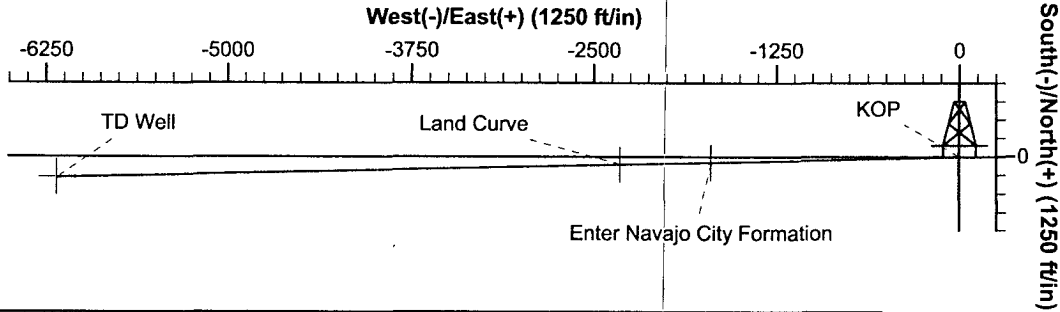 West(-)/East(+) (1250 ft/in)
-6250 -5000 -3750 -2500 -1250 0
TD Well
Land Curve
KOP
0
Enter Navajo City Formation
South(-)/North(+) (1250 ft/in)